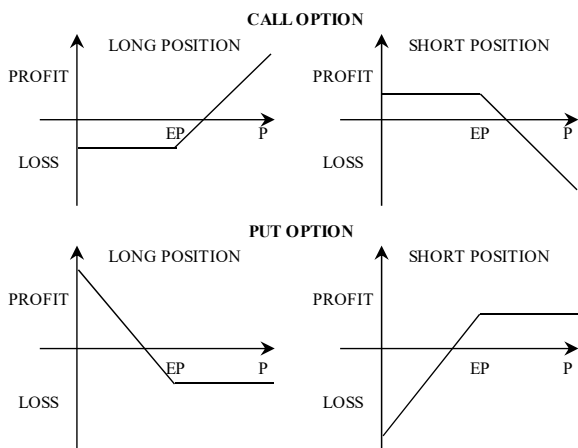 CALL OPTION
LONG POSITION
SHORT POSITION
PROFIT
PROFIT
EP
P
EP
P
LOSS
LOSS
PUT OPTION
LONG POSITION
SHORT POSITION
PROFIT
PROFIT
EP
P
EP
P
LOSS
LOSS